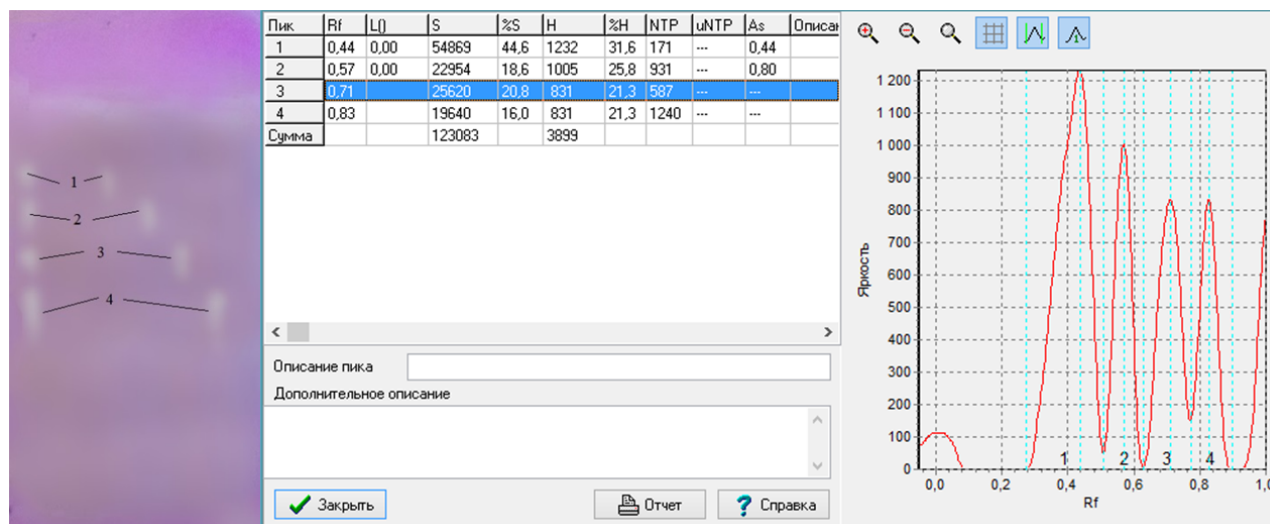 1
2
3
4
Пик Rf L() S %S H %H NTP uNTP As Описан
1 0,44 0,00 54869 44,6 1232 31,6 171 --- 0,44
2 0,57 0,00 22954 18,6 1005 25,8 931 --- 0,80
3 0,71 25620 20,8 831 21,3 587 --- ---
4 0,83 19640 16,0 831 21,3 1240 --- ---
Сумма 123083 3899
Описание пика
Дополнительное описание
Закрыть Отчет ? Справка
1 200
1 100
1 000
900
800
700
600
500
400
300
200
100
0
Яркость
1 2 3 4
0,0 0,2 0,4 0,6 0,8 1,0
Rf